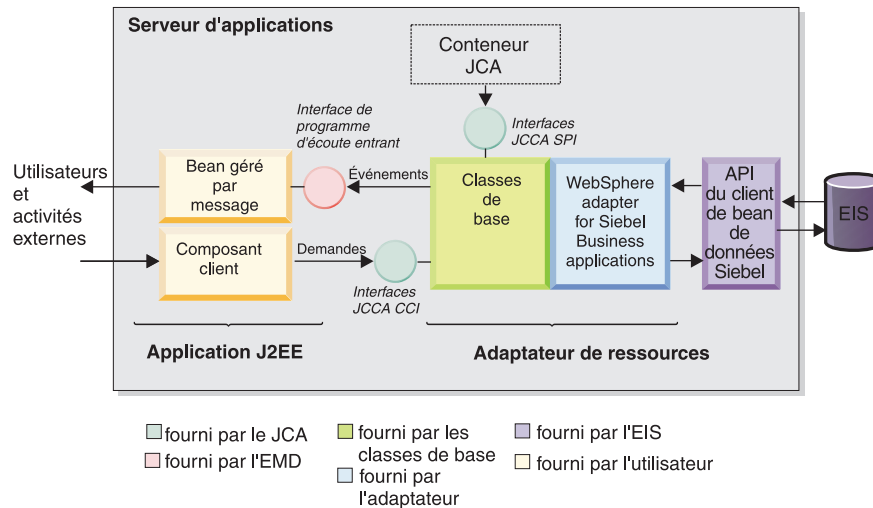 Serveur d'applications
Conteneur
JCA
Interface de
programme
d'écoute entrant
Interfaces
JCCA SPI
Utilisateurs
et
activités
externes
Bean géré
par
message
Événements
Classes
de
base
WebSphere
adapter
for Siebel
Business
applications
API
du client
de bean
de
données
Siebel
EIS
Composant
client
Demandes
Interfaces
JCCA CCI
Application J2EE
Adaptateur de ressources
fourni par le JCA
fourni par l'EMD
fourni par les
classes de base
fourni par
l'adaptateur
fourni par l'EIS
fourni par l'utilisateur